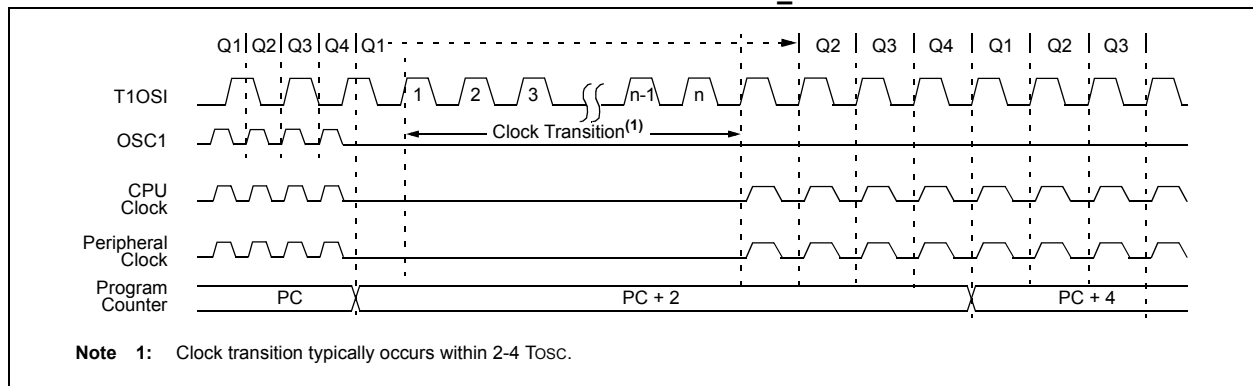 Q1 Q2 Q3 Q4 Q1 Q2 Q3 Q4 Q1 Q2 Q3
T1OSI 1 2 3 n-1 n
OSC1 Clock Transition(1)
CPU
Clock
Peripheral
Clock
Program
Counter PC PC + 2 PC + 4
Note 1: Clock transition typically occurs within 2-4 TOSC.